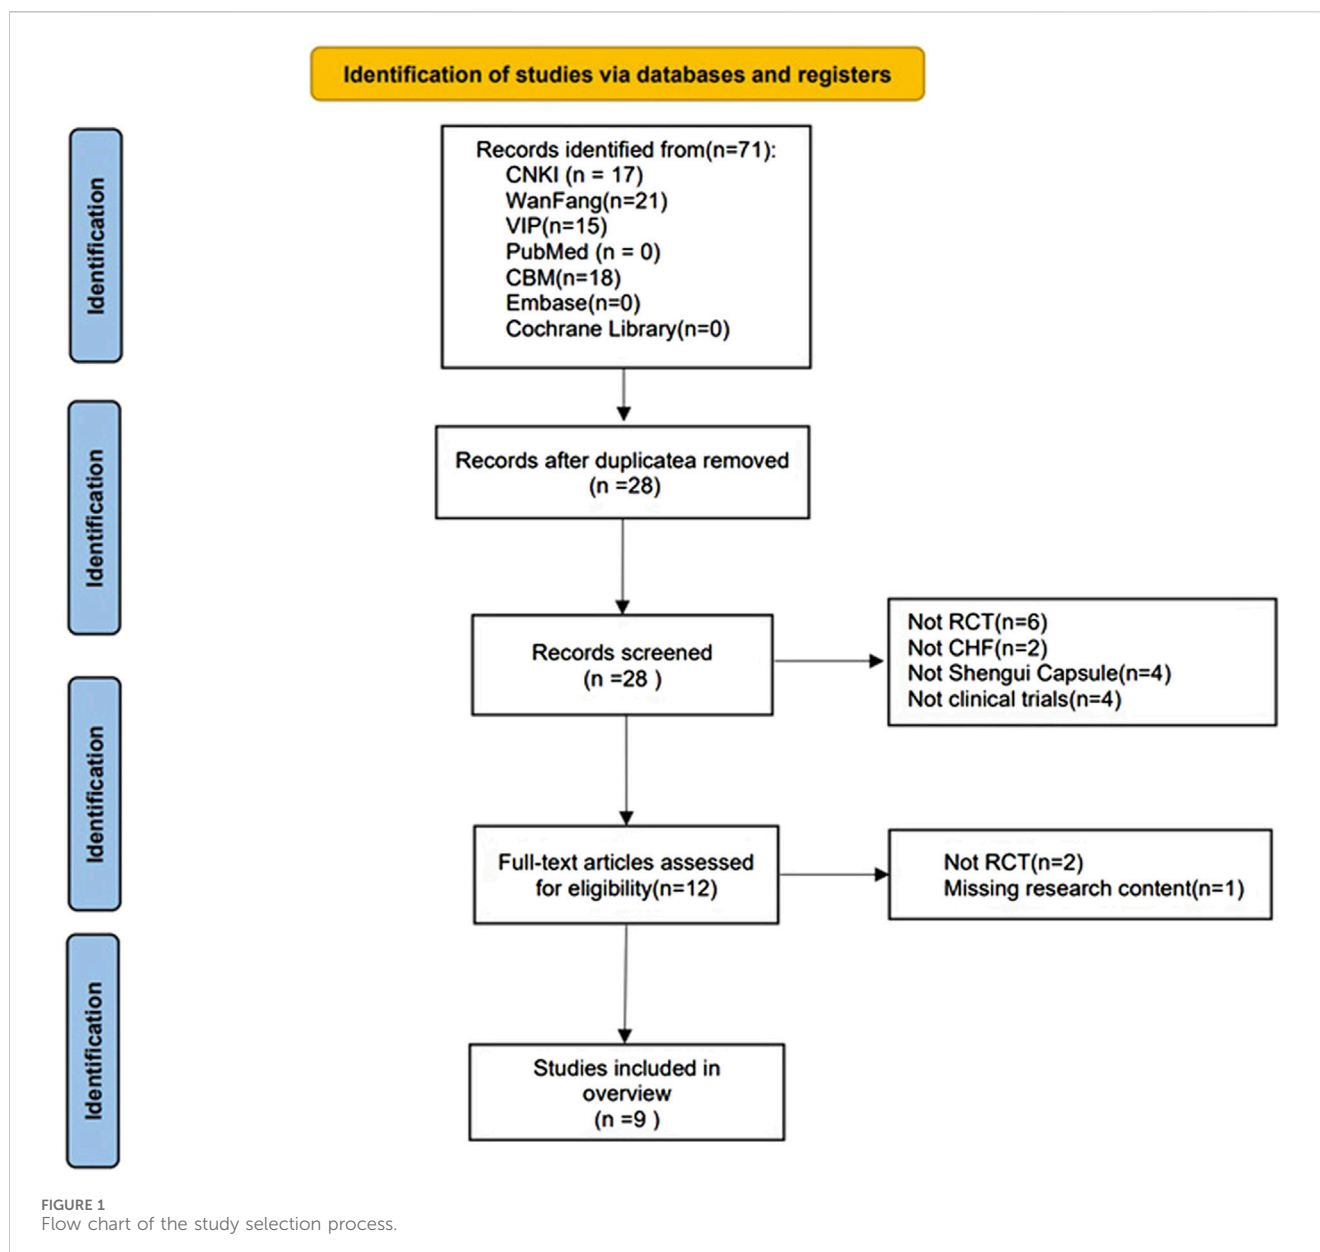 Identification of studies via databases and registers
Identification
Records identified from(n=71):
CNKI (n = 17)
WanFang(n=21)
VIP(n=15)
PubMed (n = 0)
CBM(n=18)
Embase(n=0)
Cochrane Library(n=0)
Identification
Records after duplicatea removed
(n =28)
Records screened
(n =28 )
Not RCT(n=6)
Not CHF(n=2)
Not Shengui Capsule(n=4)
Not clinical trials(n=4)
Identification
Full-text articles assessed
for eligibility(n=12)
Not RCT(n=2)
Missing research content(n=1)
Identification
Studies included in
overview
(n =9 )
FIGURE 1
Flow chart of the study selection process.